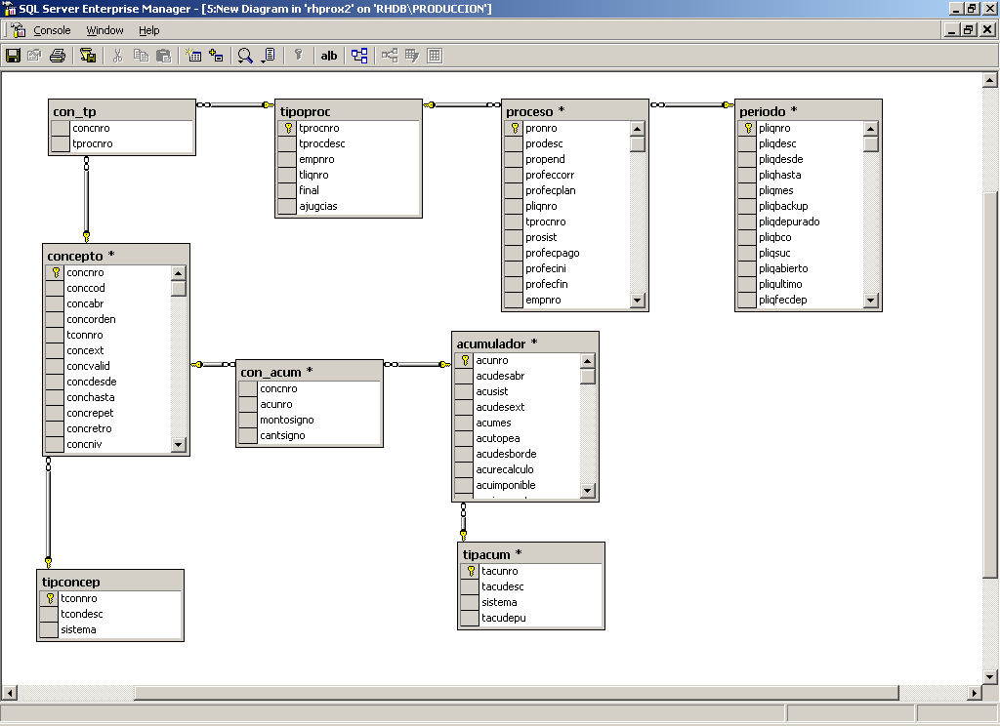 SQL Server Enterprise Manager - [5:New Diagram in 'rhprox2' on 'RHDB\PRODUCCION']
Console Window Help
a|b
con_tp
concnro
tprocnro
tipoproc
tprocnro
tprocdesc
empnro
tliqnro
final
ajugcias
proceso *
pronro
prodesc
propend
profeccorr
profecplan
pliqnro
tprocnro
prosist
profecpago
profecini
profecfin
empnro
periodo *
pliqnro
pliqdesc
pliqdesde
pliqhasta
pliqmes
pliqbackup
pliqdepurado
pliqbco
pliqsuc
pliqabierto
pliqultimo
pliqfecdep
concepto *
concnro
conccod
concabr
concorden
tconnro
concext
concvalid
concdesde
conchasta
concrepet
concretro
concniv
con_acum *
concnro
acunro
montosigno
cantsigno
acumulador *
acunro
acudesabr
acusist
acudesext
acumes
acutopea
acudesborde
acurecalculo
acuimponible
tipconcep
tconnro
tcondesc
sistema
tipacum *
tacunro
tacudesc
sistema
tacudepu